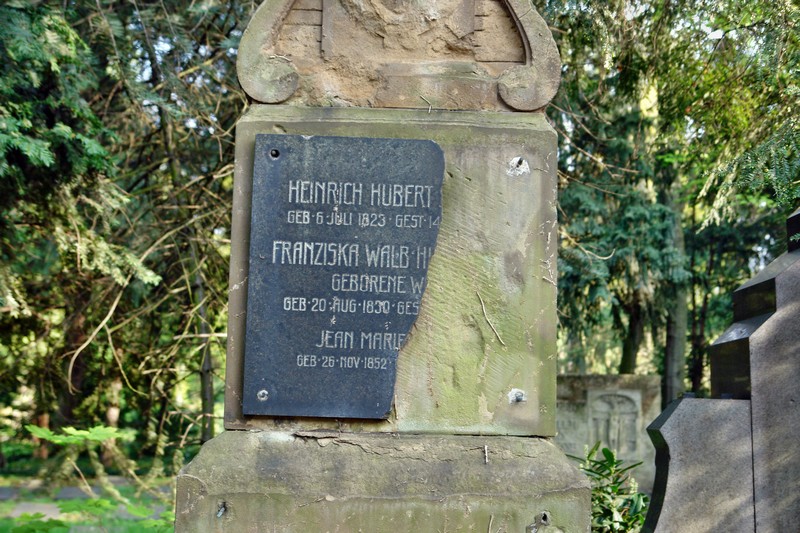 HEINRICH HUBERT
GEB·6 JULI 1823·GEST·14
FRANZISKA WALB·H
GEBORENE W
GEB·20 AUG·1830·GES
JEAN MARIE
GEB·26 NOV·1852